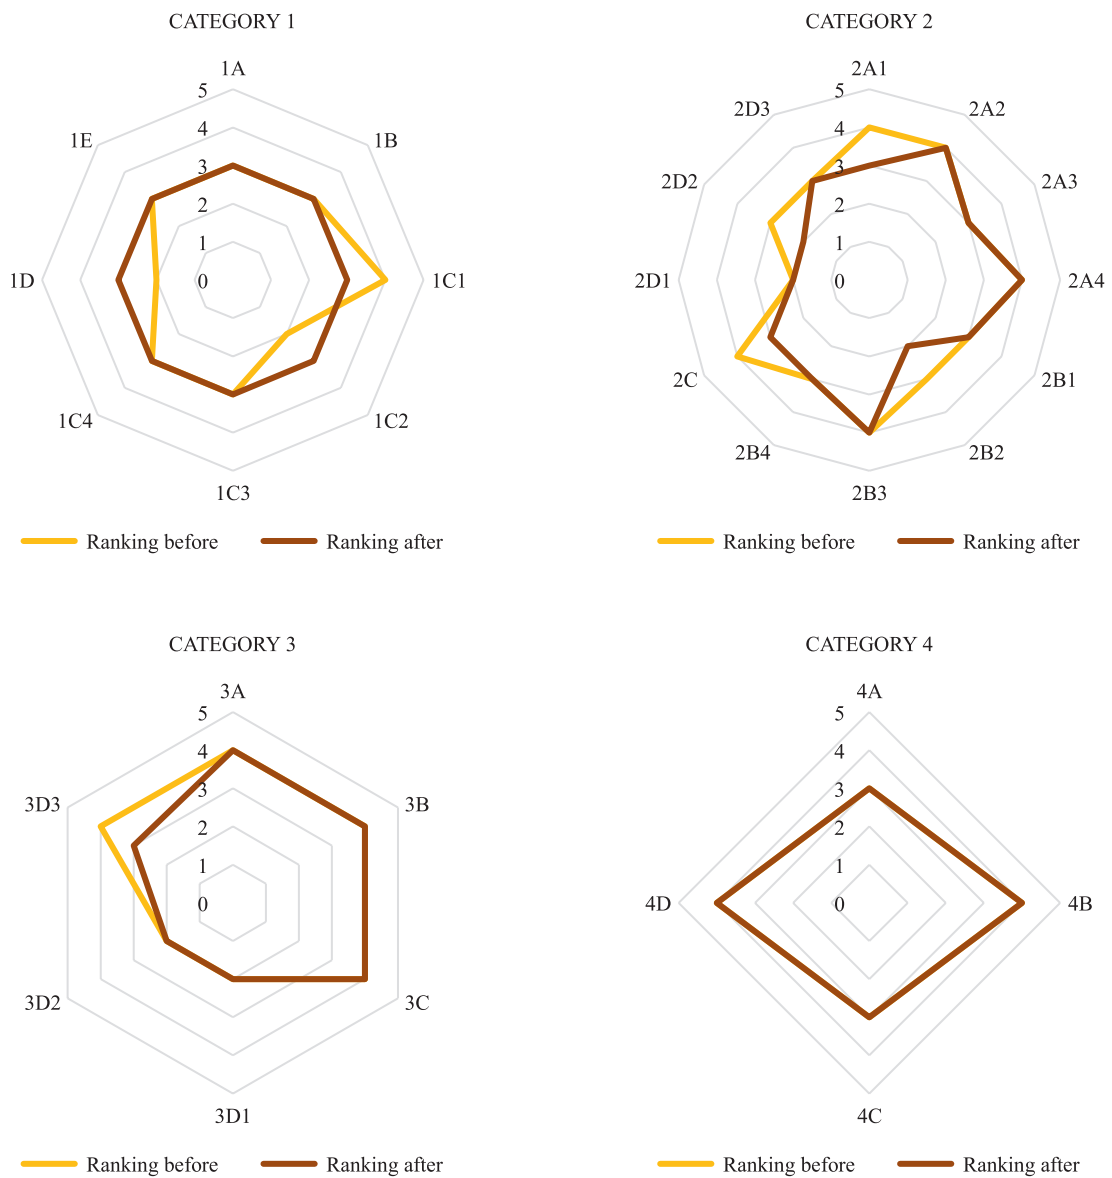 CATEGORY 1
1A
5
4
3
2
1
0
1B
1C1
1C2
1C3
1C4
1D
1E
Ranking before
Ranking after
CATEGORY 2
2A1
5
4
3
2
1
0
2A2
2A3
2A4
2B1
2B2
2B3
2B4
2C
2D1
2D2
2D3
Ranking before
Ranking after
CATEGORY 3
3A
5
4
3
2
1
0
3B
3C
3D1
3D2
3D3
Ranking before
Ranking after
CATEGORY 4
4A
5
4
3
2
1
0
4B
4C
4D
Ranking before
Ranking after